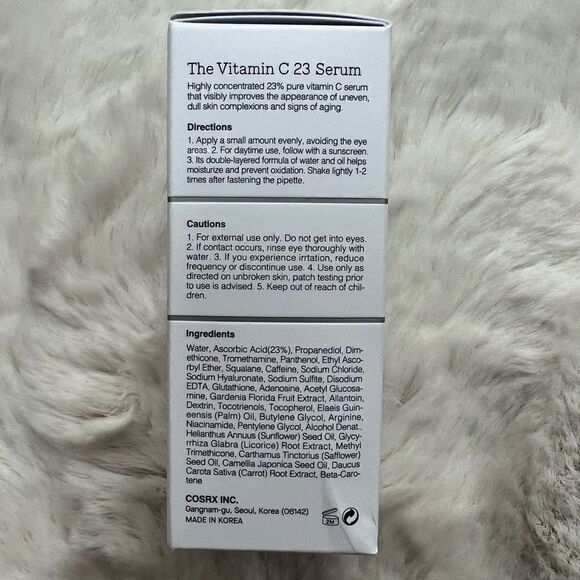 The Vitamin C 23 Serum
Highly concentrated 23% pure vitamin C serum
that visibly improves the appearance of uneven,
dull skin complexions and signs of aging.
Directions
1. Apply a small amount evenly, avoiding the eye
areas. 2. For daytime use, follow with a sunscreen.
3. Its double-layered formula of water and oil helps
moisturize and prevent oxidation. Shake lightly 1-2
times after fastening the pipette.
Cautions
1. For external use only. Do not get into eyes.
2. If contact occurs, rinse eye thoroughly with
water. 3. If you experience irritation, reduce
frequency or discontinue use. 4. Use only as
directed on unbroken skin, patch testing prior
to use is advised. 5. Keep out of reach of chil-
dren.
Ingredients
Water, Ascorbic Acid(23%), Propanediol, Dim-
ethicone, Tromethamine, Panthenol, Ethyl Asco-
rbyl Ether, Squalane, Caffeine, Sodium Chloride,
Sodium Hyaluronate, Sodium Sulfite, Disodium
EDTA, Glutathione, Adenosine, Acetyl Glucosa-
mine, Gardenia Florida Fruit Extract, Allantoin,
Dextrin, Tocotrienols, Tocopherol, Elaeis Guin-
eensis (Palm) Oil, Butylene Glycol, Arginine,
Niacinamide, Pentylene Glycol, Alcohol Denat.,
Helianthus Annuus (Sunflower) Seed Oil, Glycy-
rrhiza Glabra (Licorice) Root Extract, Methyl
Trimethicone, Carthamus Tinctorius (Safflower)
Seed Oil, Camellia Japonica Seed Oil, Daucus
Carota Sativa (Carrot) Root Extract, Beta-Caro-
tene
COSRX INC.
Gangnam-gu, Seoul, Korea (06142)
MADE IN KOREA
2M